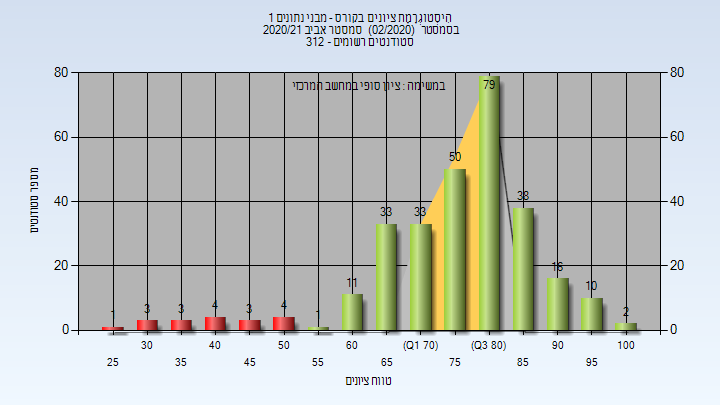 היסטוגרמת ציונים בקורס - מבני נתונים 1
בסמסטר (02/2020) סמסטר אביב 2020/21
סטודנטים רשומים - 312
במשימה : ציון סופי במחשב המרכזי
מספר סטודנטים
80 80
60 60
40 40
20 20
0 0
1 3 3 4 3 4 1 11 33 33 50 79 38 16 10 2
30 40 50 60 (Q1 70) (Q3 80) 90 100
25 35 45 55 65 75 85 95
טווח ציונים